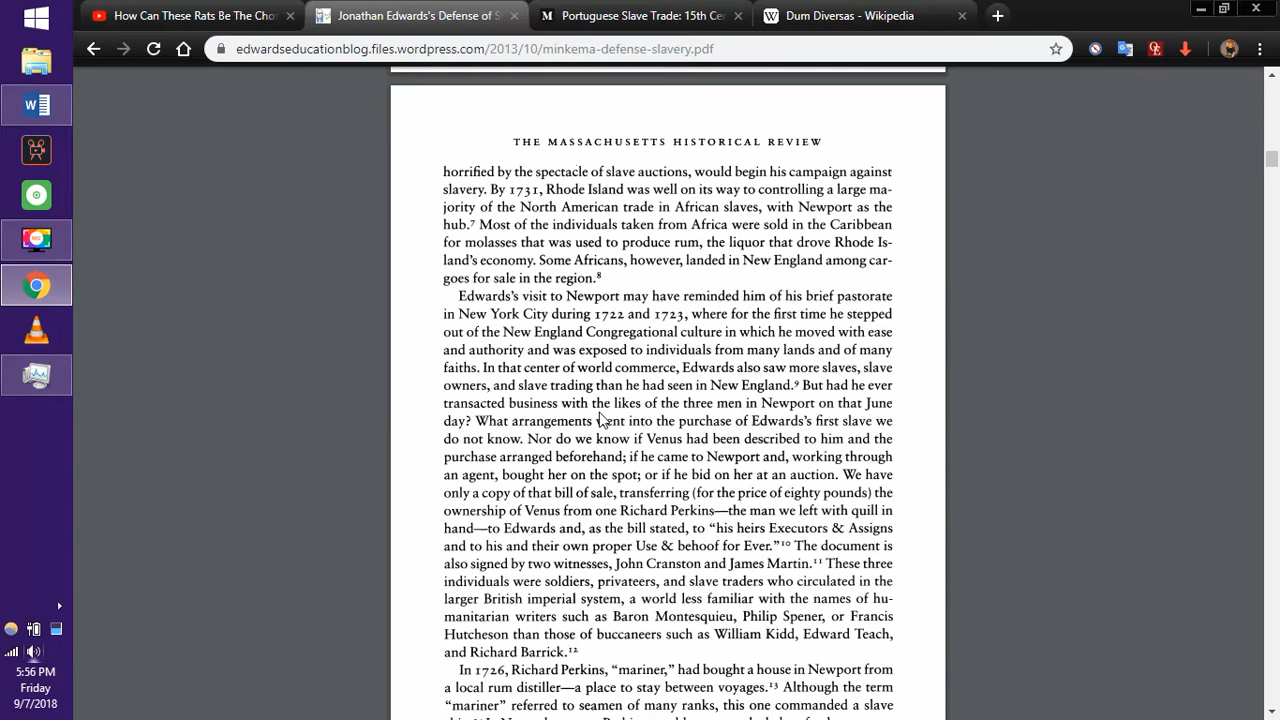 How Can These Rats Be The Cho
Jonathan Edwards's Defense of S
Portuguese Slave Trade: 15th Ce
Dum Diversas - Wikipedia
edwardseducationblog.files.wordpress.com/2013/10/minkema-defense-slavery.pdf
THE MASSACHUSETTS HISTORICAL REVIEW
horrified by the spectacle of slave auctions, would begin his campaign against
slavery. By 1731, Rhode Island was well on its way to controlling a large ma-
jority of the North American trade in African slaves, with Newport as the
hub.⁷ Most of the individuals taken from Africa were sold in the Caribbean
for molasses that was used to produce rum, the liquor that drove Rhode Is-
land's economy. Some Africans, however, landed in New England among car-
goes for sale in the region.⁸
Edwards's visit to Newport may have reminded him of his brief pastorate
in New York City during 1722 and 1723, where for the first time he stepped
out of the New England Congregational culture in which he moved with ease
and authority and was exposed to individuals from many lands and of many
faiths. In that center of world commerce, Edwards also saw more slaves, slave
owners, and slave trading than he had seen in New England.⁹ But had he ever
transacted business with the likes of the three men in Newport on that June
day? What arrangements went into the purchase of Edwards's first slave we
do not know. Nor do we know if Venus had been described to him and the
purchase arranged beforehand; if he came to Newport and, working through
an agent, bought her on the spot; or if he bid on her at an auction. We have
only a copy of that bill of sale, transferring (for the price of eighty pounds) the
ownership of Venus from one Richard Perkins—the man we left with quill in
hand—to Edwards and, as the bill stated, to "his heirs Executors & Assigns
and to his and their own proper Use & behoof for Ever."¹⁰ The document is
also signed by two witnesses, John Cranston and James Martin.¹¹ These three
individuals were soldiers, privateers, and slave traders who circulated in the
larger British imperial system, a world less familiar with the names of hu-
manitarian writers such as Baron Montesquieu, Philip Spener, or Francis
Hutcheson than those of buccaneers such as William Kidd, Edward Teach,
and Richard Barrick.¹²
In 1726, Richard Perkins, "mariner," had bought a house in Newport from
a local rum distiller—a place to stay between voyages.¹³ Although the term
"mariner" referred to seamen of many ranks, this one commanded a slave
5:56 PM
Friday
9/7/2018